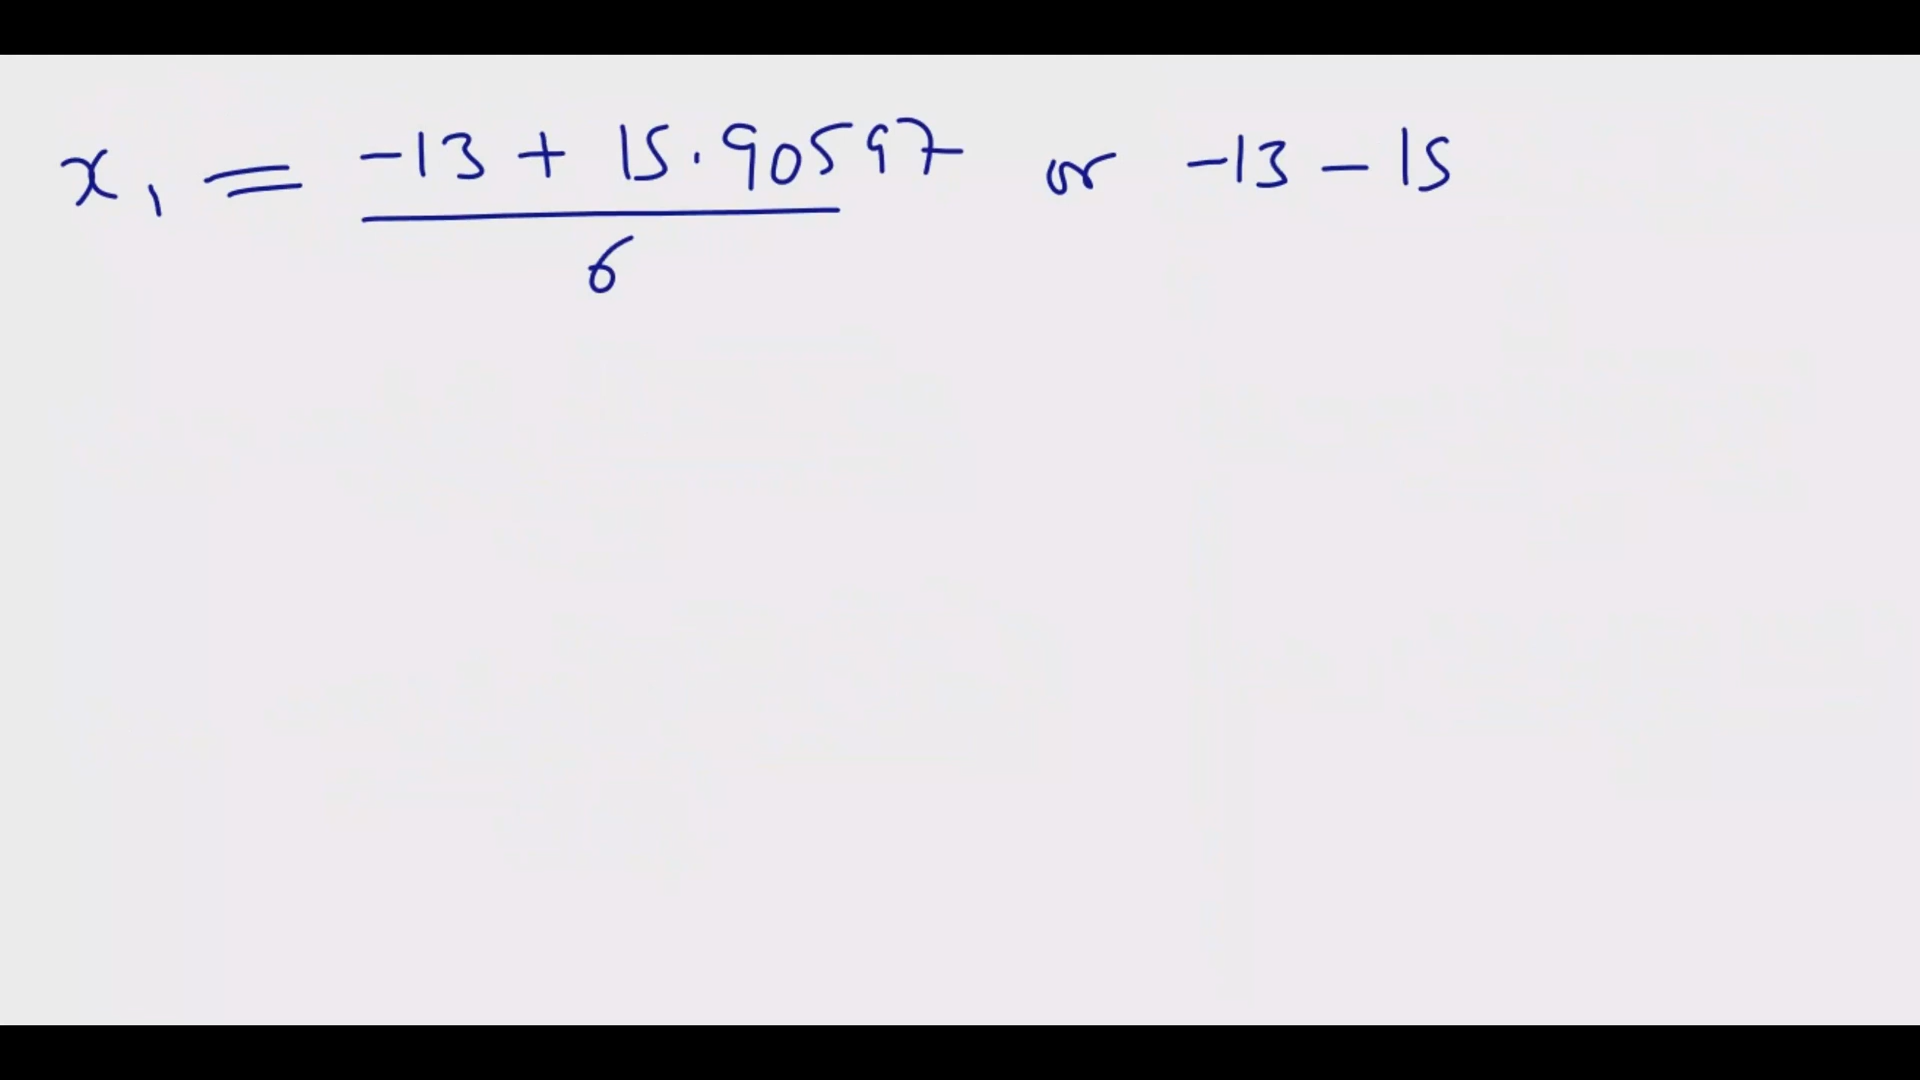 x₁ = (-13 + 15.90597)/6 or -13 - 15